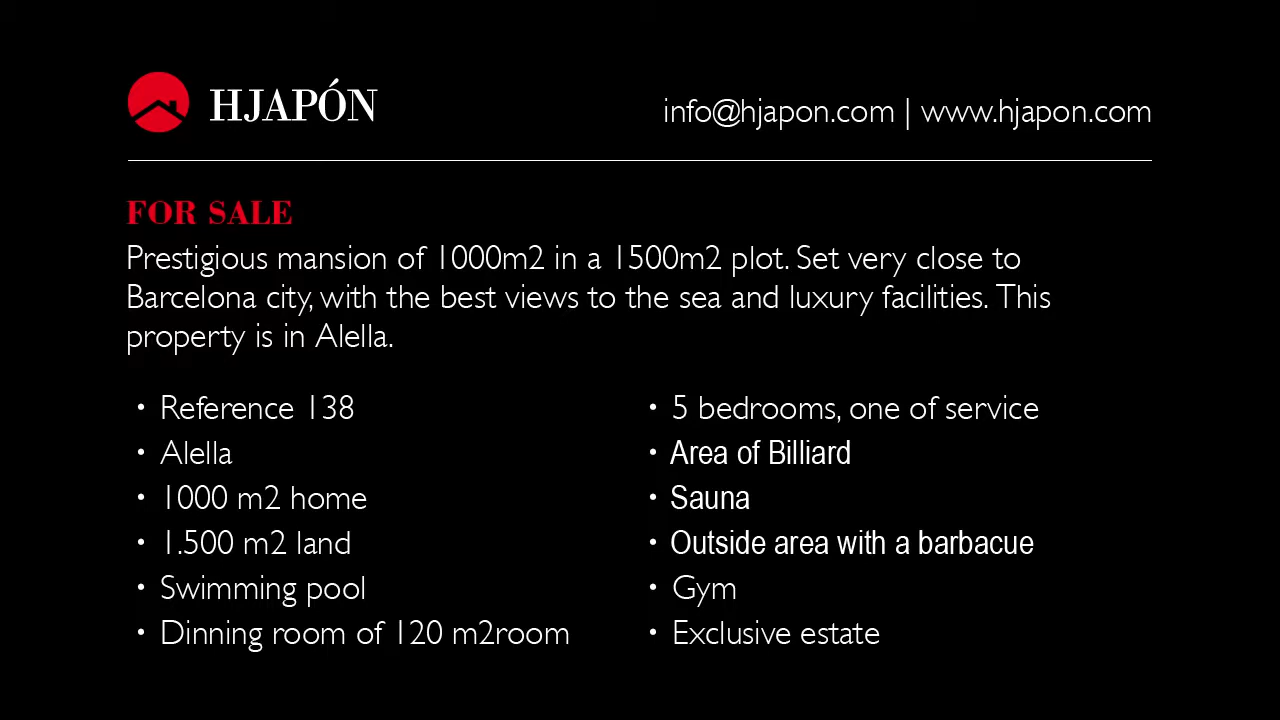 HJAPÓN
info@hjapon.com | www.hjapon.com
FOR SALE
Prestigious mansion of 1000m2 in a 1500m2 plot. Set very close to
Barcelona city, with the best views to the sea and luxury facilities. This
property is in Alella.
• Reference 138
• Alella
• 1000 m2 home
• 1.500 m2 land
• Swimming pool
• Dinning room of 120 m2room
• 5 bedrooms, one of service
• Area of Billiard
• Sauna
• Outside area with a barbacue
• Gym
• Exclusive estate